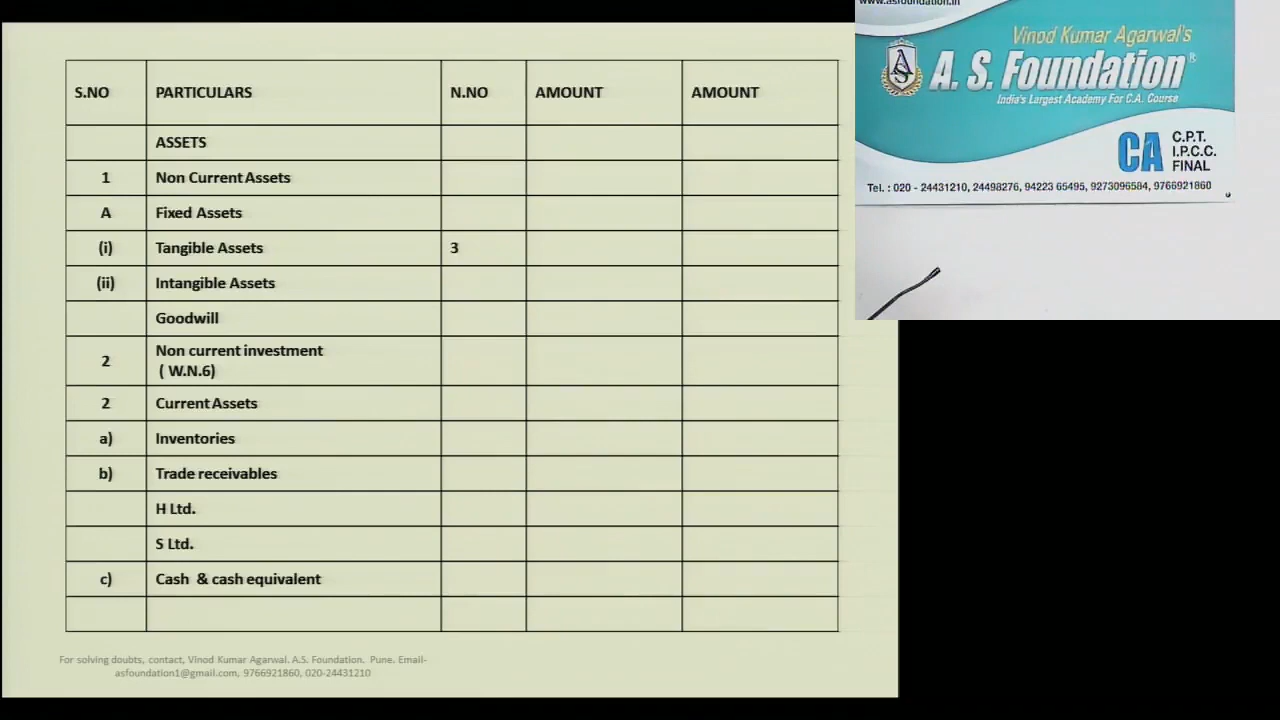 S.NO PARTICULARS N.NO AMOUNT AMOUNT
ASSETS
1 Non Current Assets
A Fixed Assets
(i) Tangible Assets 3
(ii) Intangible Assets
Goodwill
2 Non current investment
( W.N.6)
2 Current Assets
a) Inventories
b) Trade receivables
H Ltd.
S Ltd.
c) Cash & cash equivalent
For solving doubts, contact, Vinod Kumar Agarwal. A.S. Foundation. Pune. Email-
asfoundation1@gmail.com, 9766921860, 020-24431210
www.asfoundation.in
Vinod Kumar Agarwal's
AS
A. S. Foundation®
India's Largest Academy For C.A. Course
CA C.P.T.
I.P.C.C.
FINAL
Tel. : 020 - 24431210, 24498276, 94223 65495, 9273096584, 9766921860